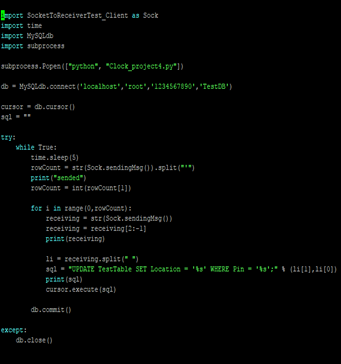 import SocketToReceiverTest_Client as Sock
import time
import MySQLdb
import subprocess
subprocess.Popen(["python", "Clock_project4.py"])
db = MySQLdb.connect('localhost','root','1234567890','TestDB')
cursor = db.cursor()
sql = ""
try:
    while True:
        time.sleep(5)
        rowCount = str(Sock.sendingMsg()).split("'")
        print("sended")
        rowCount = int(rowCount[1])
        for i in range(0,rowCount):
            receiving = str(Sock.sendingMsg())
            receiving = receiving[2:-1]
            print(receiving)
            li = receiving.split(" ")
            sql = "UPDATE TestTable SET Location = '%s' WHERE Pin = '%s';" % (li[1],li[0])
            print(sql)
            cursor.execute(sql)
        db.commit()
except:
    db.close()